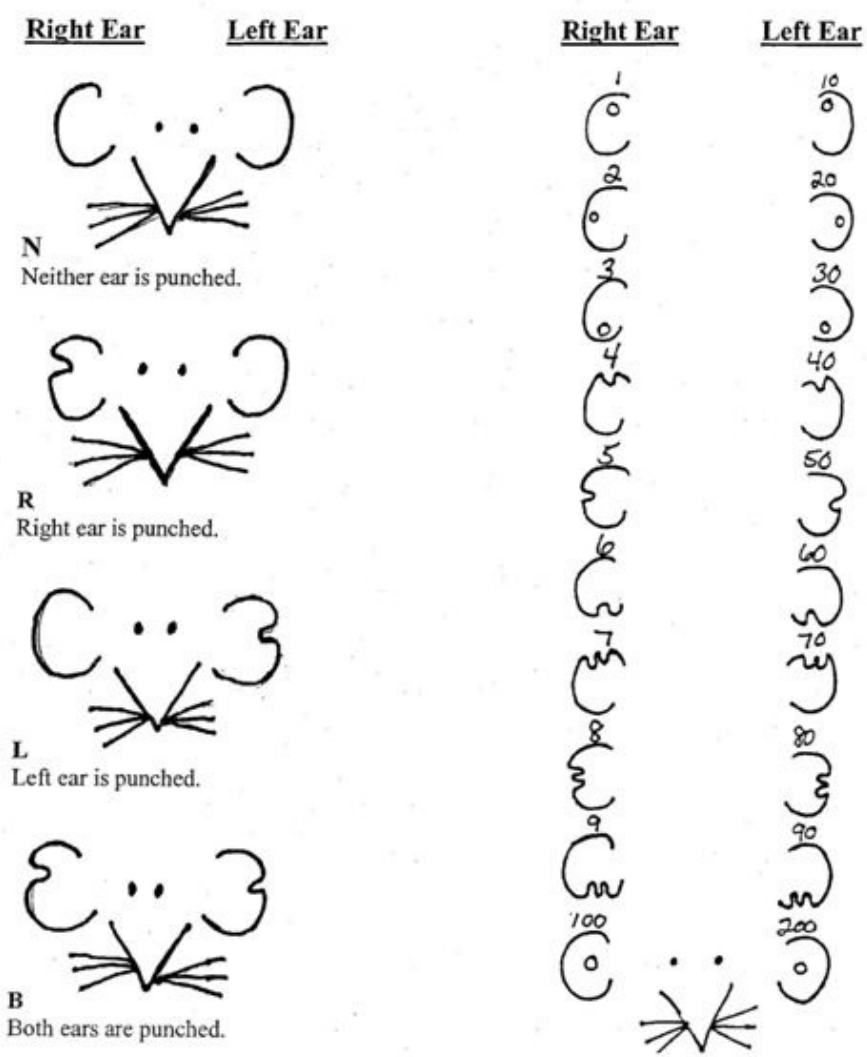 Right Ear Left Ear
N
Neither ear is punched.
R
Right ear is punched.
L
Left ear is punched.
B
Both ears are punched.
Right Ear Left Ear
1 10
2 20
3 30
4 40
5 50
6 60
7 70
8 80
9 90
100 200